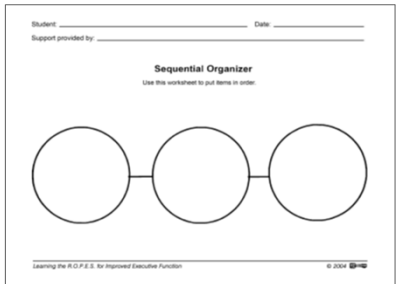 Student: Date:
Support provided by:
Sequential Organizer
Use this worksheet to put items in order.
Learning the R.O.P.E.S. for Improved Executive Function © 2004